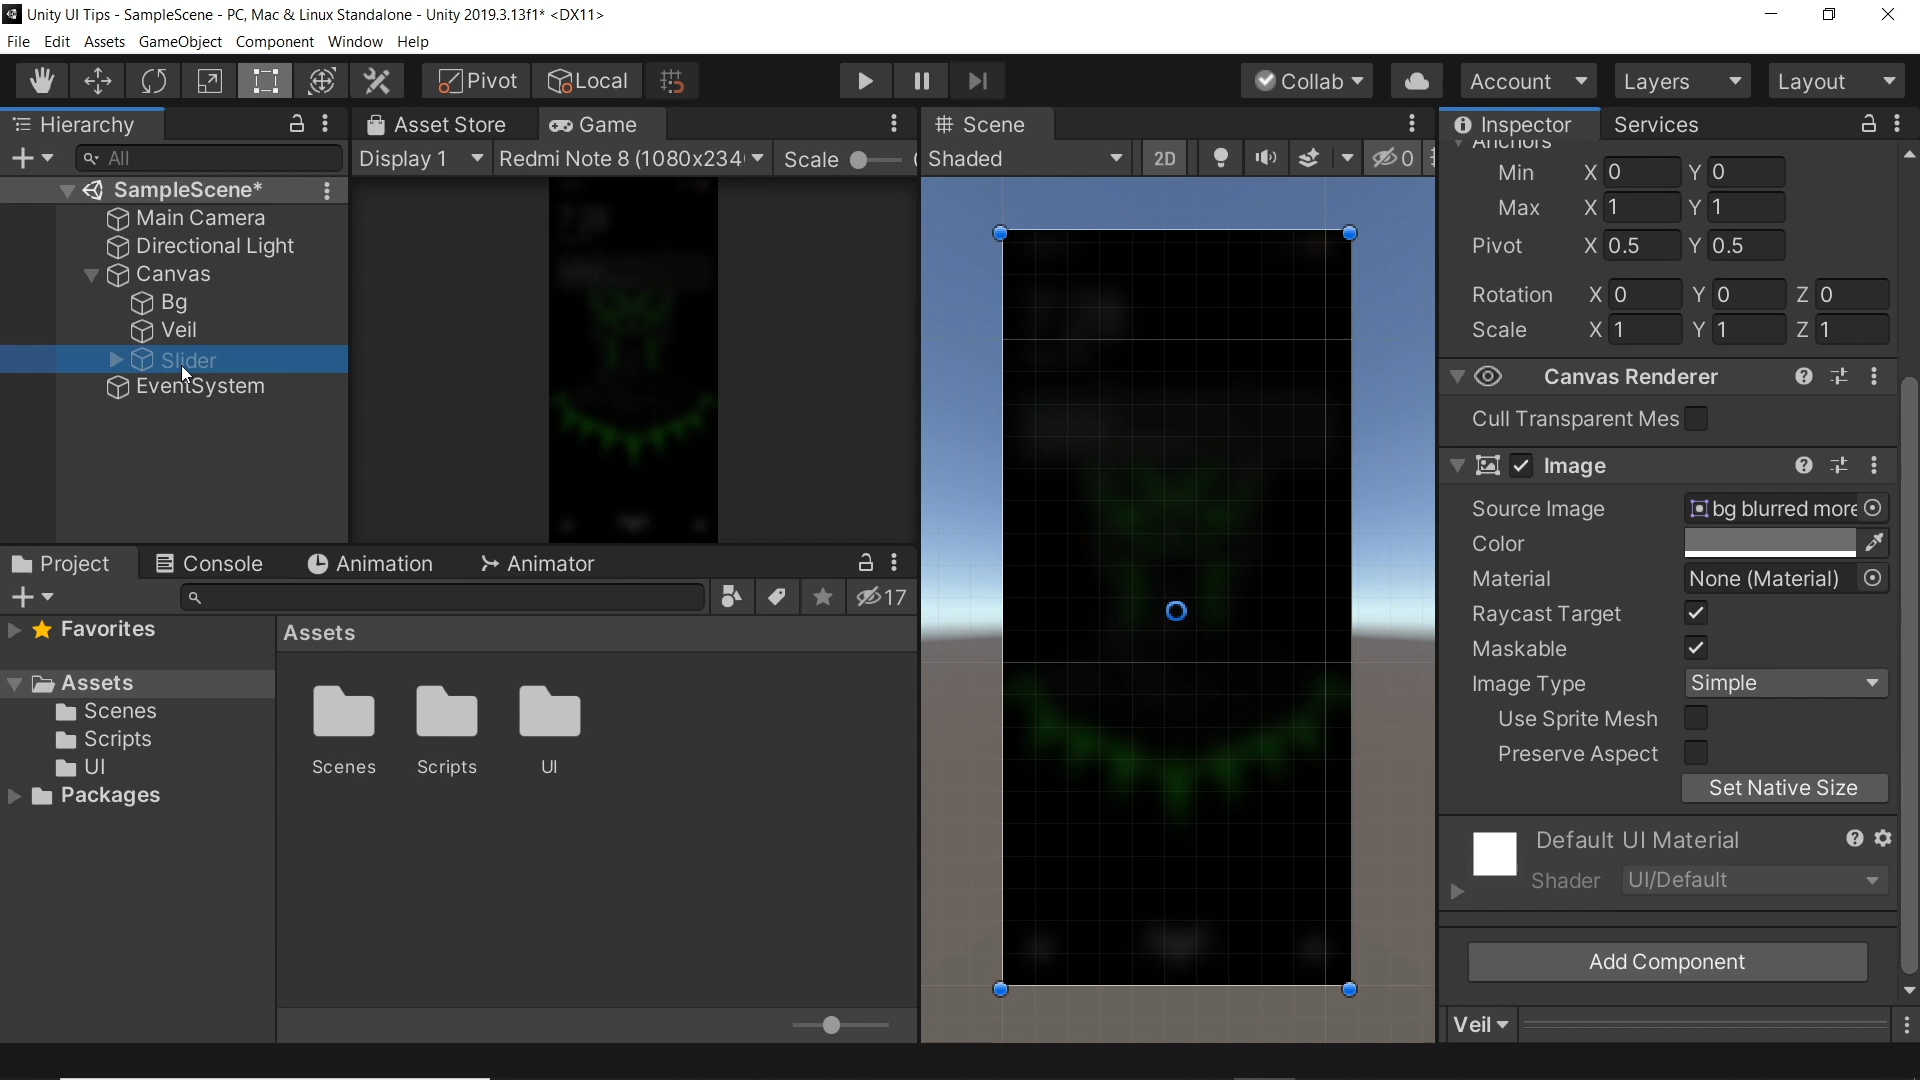 Unity UI Tips - SampleScene - PC, Mac & Linux Standalone - Unity 2019.3.13f1* <DX11>
File Edit Assets GameObject Component Window Help
Pivot Local Collab Account Layers Layout
Hierarchy
All
SampleScene*
Main Camera
Directional Light
Canvas
Bg
Veil
Slider
EventSystem
Asset Store Game
Display 1 Redmi Note 8 (1080x234 Scale
Scene
Shaded 2D 0
Inspector Services
Anchors
Min X 0 Y 0
Max X 1 Y 1
Pivot X 0.5 Y 0.5
Rotation X 0 Y 0 Z 0
Scale X 1 Y 1 Z 1
Canvas Renderer
Cull Transparent Mes
Image
Source Image bg blurred more
Color
Material None (Material)
Raycast Target
Maskable
Image Type Simple
Use Sprite Mesh
Preserve Aspect
Set Native Size
Default UI Material
Shader UI/Default
Add Component
Veil
Project Console Animation Animator
17
Favorites
Assets
Scenes
Scripts
UI
Packages
Assets
Scenes Scripts UI